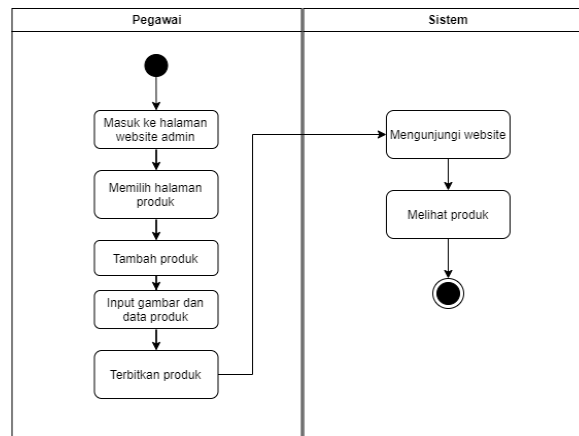 Pegawai
Sistem
Masuk ke halaman
website admin
Memilih halaman
produk
Tambah produk
Input gambar dan
data produk
Terbitkan produk
Mengunjungi website
Melihat produk